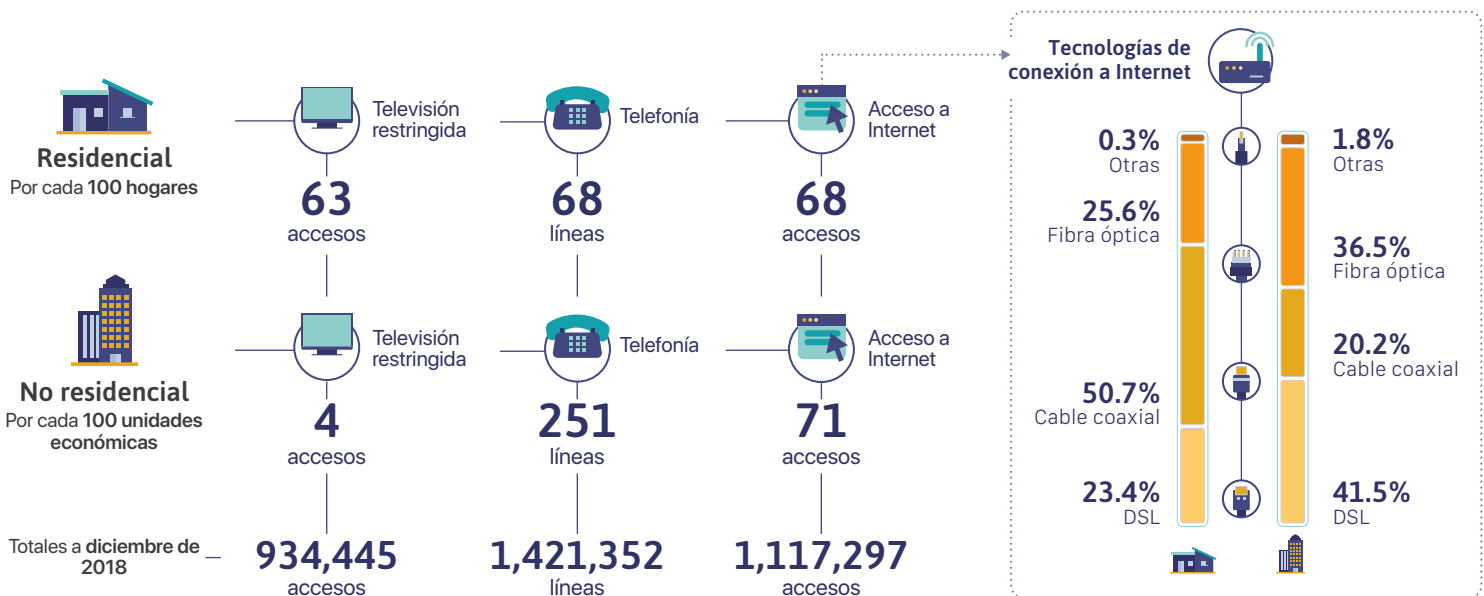 Residencial
Por cada 100 hogares
Televisión
restringida
63
accesos
Telefonía
68
líneas
Acceso a
Internet
68
accesos
No residencial
Por cada 100 unidades
económicas
Televisión
restringida
4
accesos
Telefonía
251
líneas
Acceso a
Internet
71
accesos
Totales a diciembre de
2018
934,445
accesos
1,421,352
líneas
1,117,297
accesos
Tecnologías de
conexión a Internet
0.3%
Otras
25.6%
Fibra óptica
50.7%
Cable coaxial
23.4%
DSL
1.8%
Otras
36.5%
Fibra óptica
20.2%
Cable coaxial
41.5%
DSL